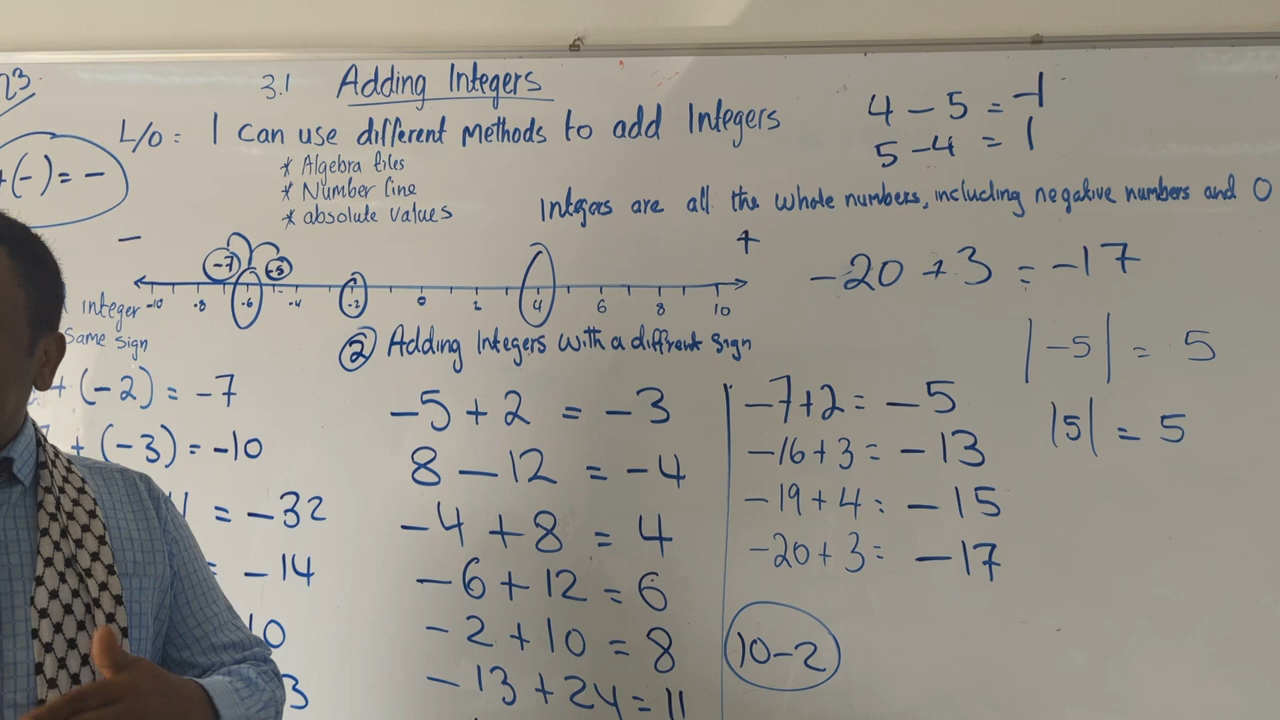 23
3.1 Adding Integers
L/O = I can use different methods to add Integers
* Algebra tiles
* Number line
* absolute values
4 - 5 = -1
5 - 4 = 1
+(-) = -
Integers are all the whole numbers, including negative numbers and 0
- +
-7 -5
-10 -8 -6 -4 -2 0 2 4 6 8 10
-20 + 3 = -17
|-5| = 5
|5| = 5
Integer
Same sign
+ (-2) = -7
+ (-3) = -10
= -32
= -14
10
3
② Adding Integers with a diffrent sign
-5 + 2 = -3
8 - 12 = -4
-4 + 8 = 4
-6 + 12 = 6
-2 + 10 = 8
-13 + 24 = 11
-7+2 = -5
-16+3 = -13
-19+4 = -15
-20+3 = -17
10-2